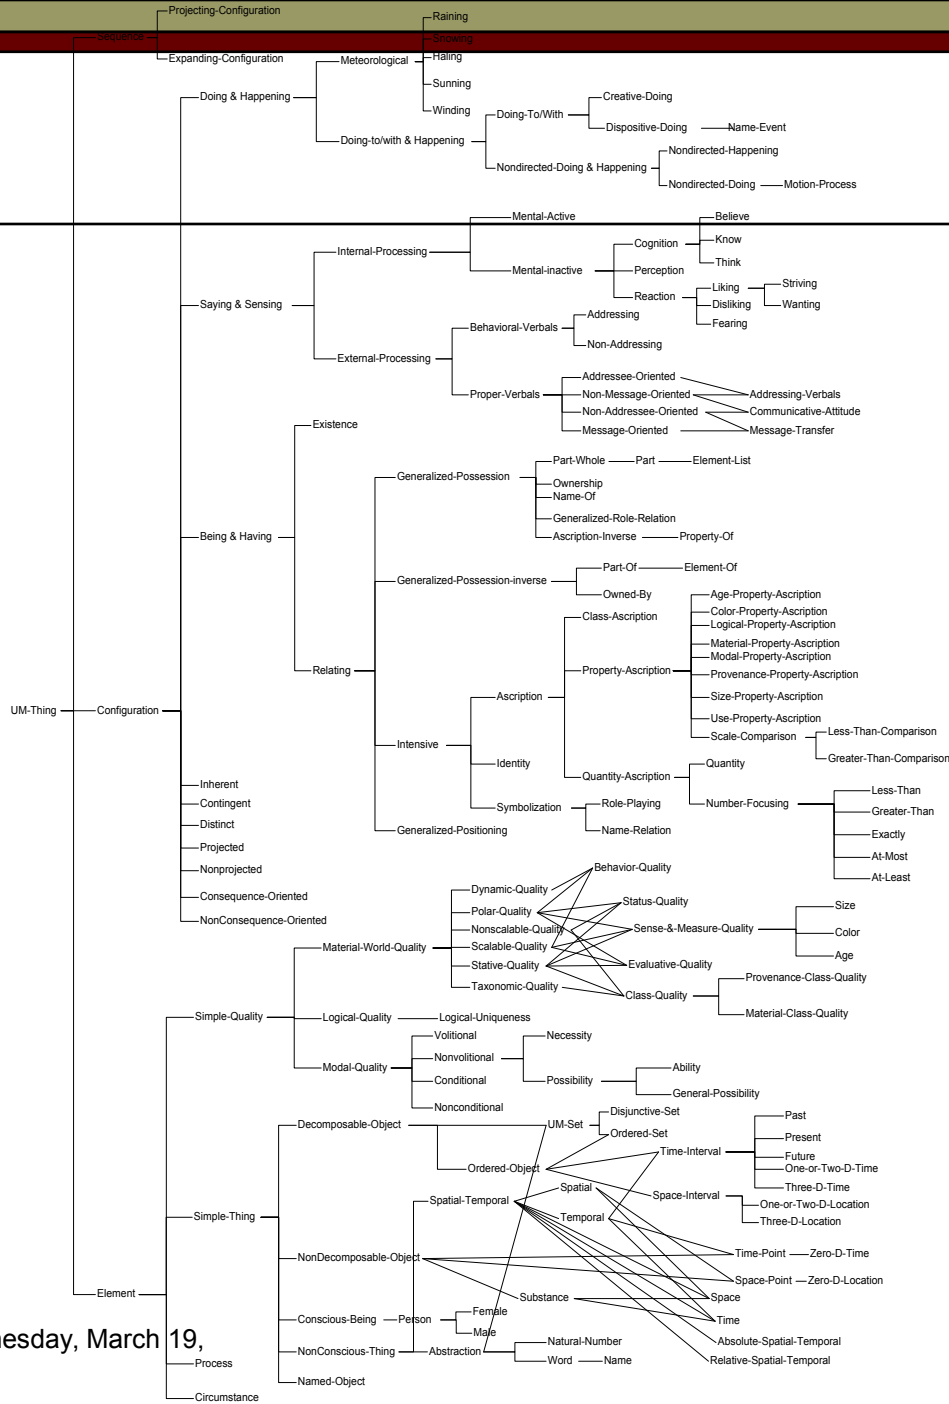 Projecting-Configuration
Raining
Sequence
Snowing
Expanding-Configuration
Meteorological
Haling
Sunning
Doing & Happening
Creative-Doing
Winding
Doing-To/With
Dispositive-Doing
Name-Event
Doing-to/with & Happening
Nondirected-Happening
Nondirected-Doing & Happening
Nondirected-Doing
Motion-Process
Mental-Active
Believe
Internal-Processing
Cognition
Know
Think
Mental-inactive
Perception
Saying & Sensing
Reaction
Liking
Striving
Disliking
Wanting
Fearing
Behavioral-Verbals
Addressing
Non-Addressing
External-Processing
Addressee-Oriented
Proper-Verbals
Non-Message-Oriented
Addressing-Verbals
Non-Addressee-Oriented
Communicative-Attitude
Message-Oriented
Message-Transfer
Existence
Part-Whole
Part
Element-List
Generalized-Possession
Ownership
Name-Of
Generalized-Role-Relation
Being & Having
Ascription-Inverse
Property-Of
Part-Of
Element-Of
Generalized-Possession-inverse
Owned-By
Age-Property-Ascription
Color-Property-Ascription
Class-Ascription
Logical-Property-Ascription
Material-Property-Ascription
Modal-Property-Ascription
Relating
Property-Ascription
Provenance-Property-Ascription
Ascription
Size-Property-Ascription
UM-Thing
Configuration
Use-Property-Ascription
Scale-Comparison
Less-Than-Comparison
Intensive
Greater-Than-Comparison
Identity
Quantity
Quantity-Ascription
Inherent
Less-Than
Contingent
Symbolization
Role-Playing
Number-Focusing
Greater-Than
Distinct
Generalized-Positioning
Name-Relation
Exactly
Projected
At-Most
Nonprojected
Behavior-Quality
At-Least
Consequence-Oriented
Dynamic-Quality
Status-Quality
Size
NonConsequence-Oriented
Polar-Quality
Nonscalable-Quality
Sense-&-Measure-Quality
Color
Material-World-Quality
Scalable-Quality
Age
Stative-Quality
Evaluative-Quality
Taxonomic-Quality
Class-Quality
Provenance-Class-Quality
Simple-Quality
Logical-Quality
Logical-Uniqueness
Material-Class-Quality
Volitional
Necessity
Modal-Quality
Nonvolitional
Ability
Conditional
Possibility
General-Possibility
Nonconditional
Disjunctive-Set
Past
Decomposable-Object
UM-Set
Ordered-Set
Present
Time-Interval
Future
Ordered-Object
One-or-Two-D-Time
Spatial
Three-D-Time
Spatial-Temporal
Space-Interval
One-or-Two-D-Location
Simple-Thing
Temporal
Three-D-Location
NonDecomposable-Object
Time-Point
Zero-D-Time
Space-Point
Zero-D-Location
Element
Substance
Space
Female
Conscious-Being
Person
Time
Male
nesday, March 19,
Natural-Number
Absolute-Spatial-Temporal
NonConscious-Thing
Abstraction
Process
Word
Name
Relative-Spatial-Temporal
Named-Object
Circumstance